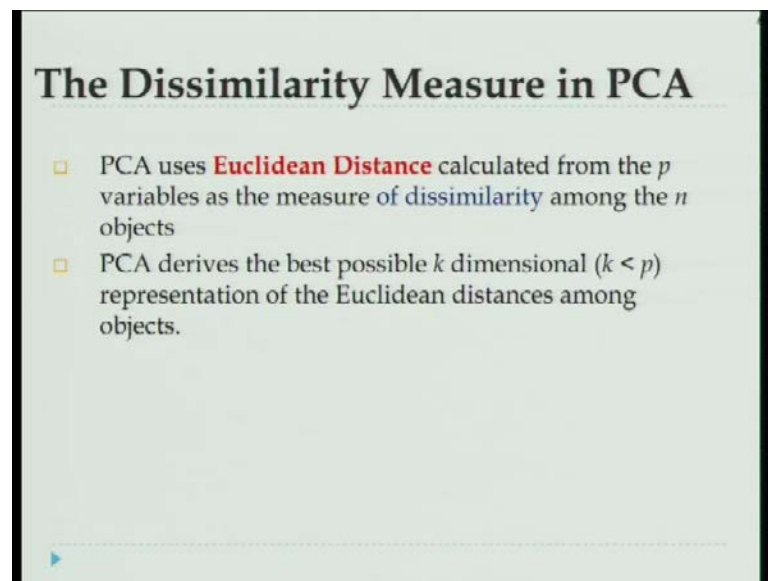 The Dissimilarity Measure in PCA
PCA uses Euclidean Distance calculated from the p
variables as the measure of dissimilarity among the n
objects
PCA derives the best possible k dimensional (k < p)
representation of the Euclidean distances among
objects.